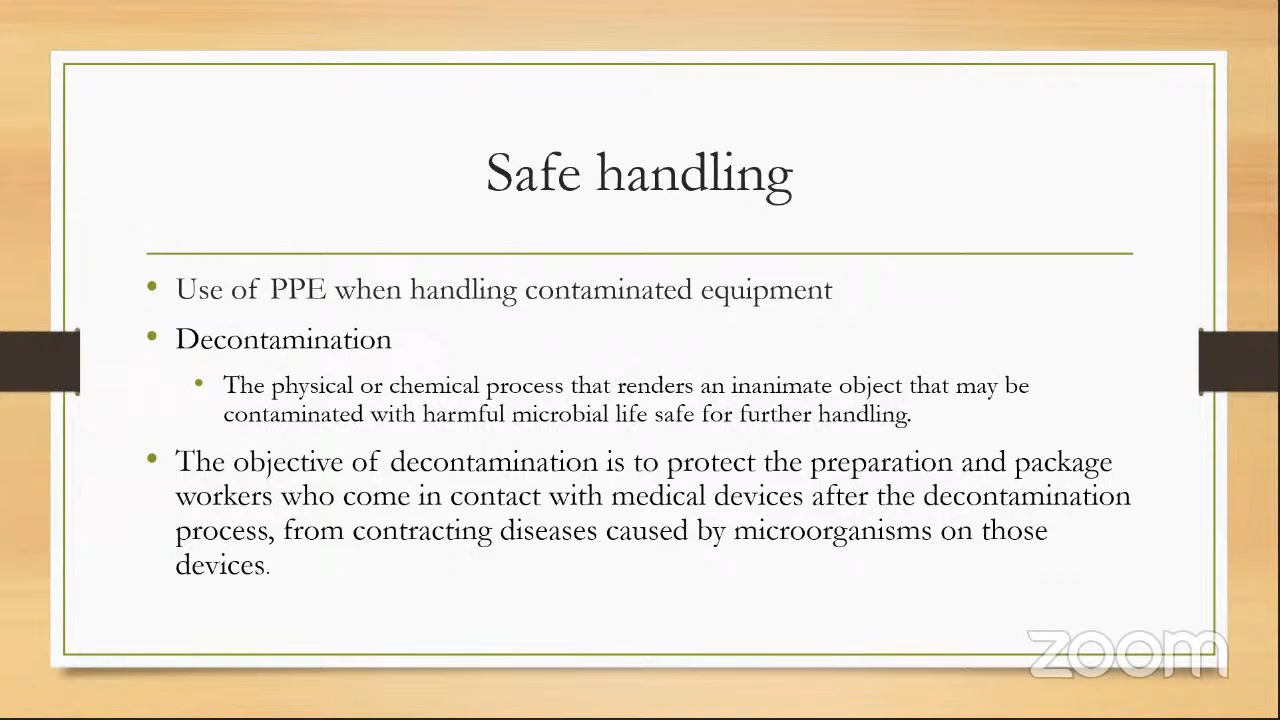 Safe handling
• Use of PPE when handling contaminated equipment
• Decontamination
• The physical or chemical process that renders an inanimate object that may be
contaminated with harmful microbial life safe for further handling.
• The objective of decontamination is to protect the preparation and package
workers who come in contact with medical devices after the decontamination
process, from contracting diseases caused by microorganisms on those
devices.
zoom